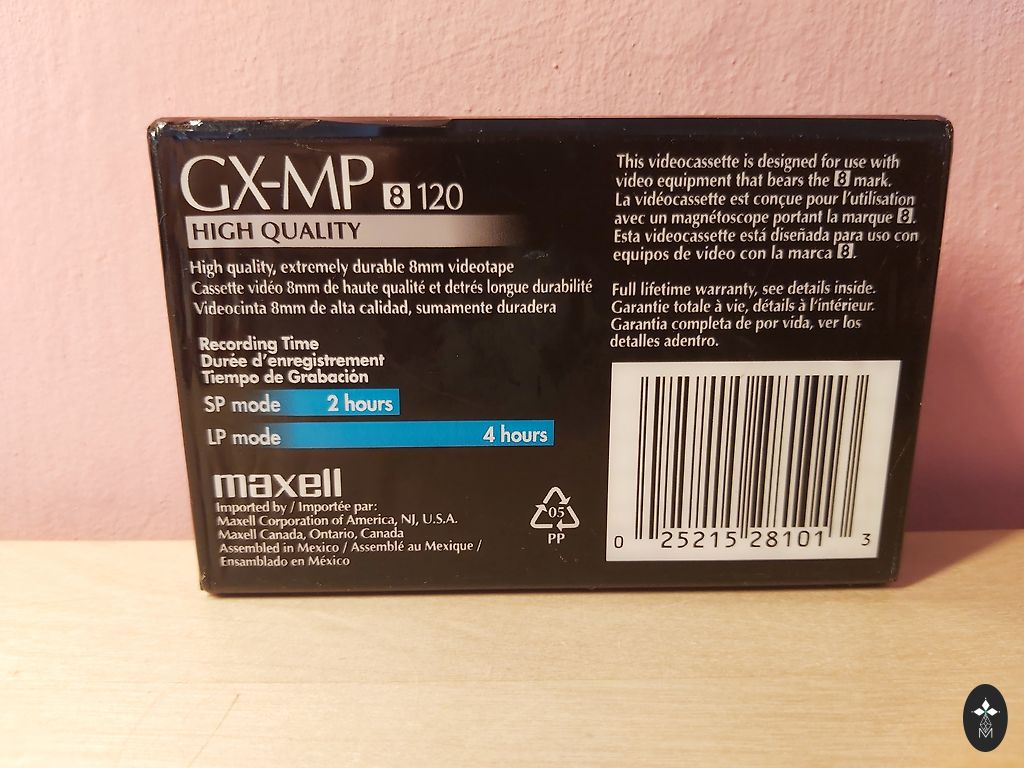 GX-MP 8 120
HIGH QUALITY
High quality, extremely durable 8mm videotape
Cassette vidéo 8mm de haute qualité et detrés longue durabilité
Videocinta 8mm de alta calidad, sumamente duradera
Recording Time
Durée d'enregistrement
Tiempo de Grabación
SP mode 2 hours
LP mode 4 hours
maxell
Imported by / Importée par:
Maxell Corporation of America, NJ, U.S.A.
Maxell Canada, Ontario, Canada
Assembled in Mexico / Assemblé au Mexique /
Ensamblado en México
05
PP
This videocassette is designed for use with
video equipment that bears the 8 mark.
La vidéocassette est conçue pour l'utilisation
avec un magnétoscope portant la marque 8.
Esta videocassette está diseñada para uso con
equipos de video con la marca 8.
Full lifetime warranty, see details inside.
Garantie totale à vie, détails à l'intérieur.
Garantía completa de por vida, ver los
detalles adentro.
0 25215 28101 3
M